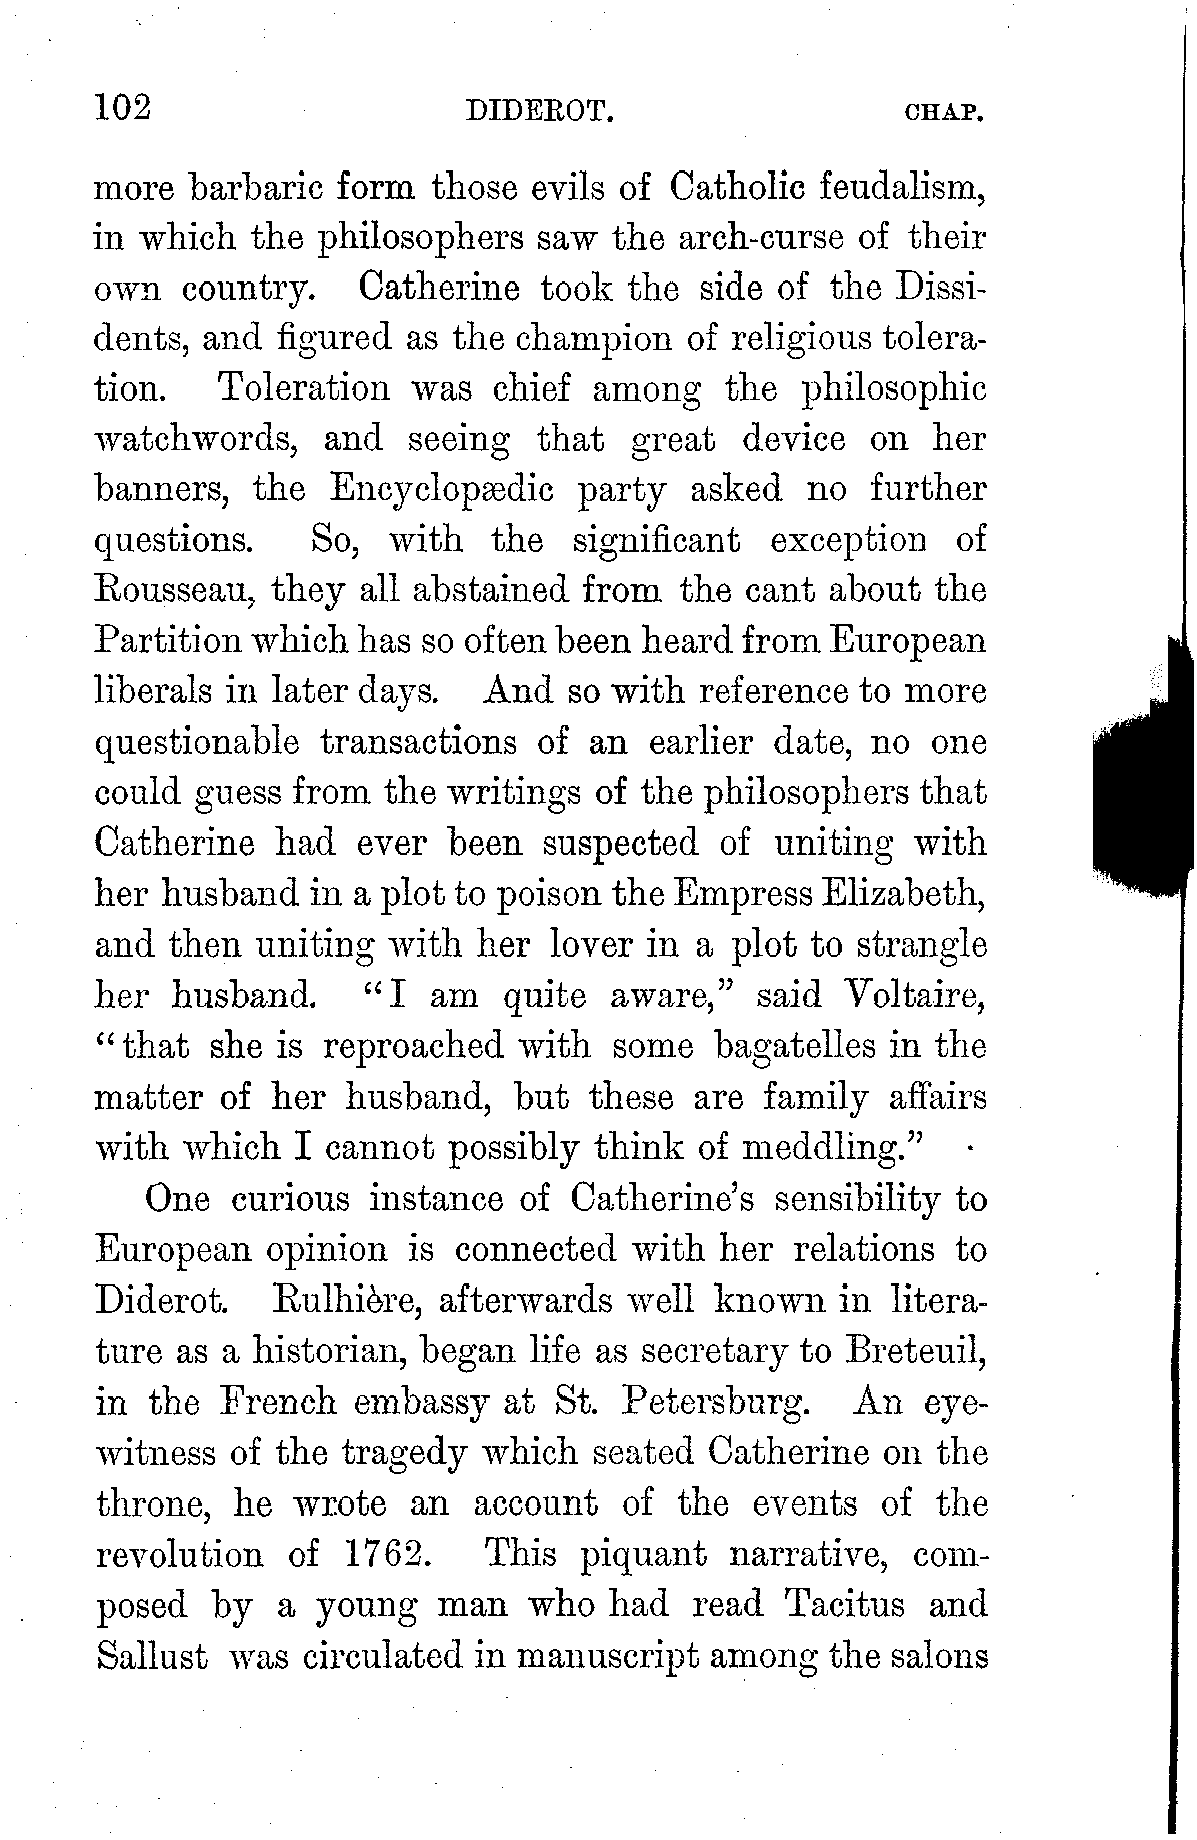 102 DIDEROT. CHAP.
more barbaric form those evils of Catholic feudalism,
in which the philosophers saw the arch-curse of their
own country. Catherine took the side of the Dissi-
dents, and figured as the champion of religious tolera-
tion. Toleration was chief among the philosophic
watchwords, and seeing that great device on her
banners, the Encyclopædic party asked no further
questions. So, with the significant exception of
Rousseau, they all abstained from the cant about the
Partition which has so often been heard from European
liberals in later days. And so with reference to more
questionable transactions of an earlier date, no one
could guess from the writings of the philosophers that
Catherine had ever been suspected of uniting with
her husband in a plot to poison the Empress Elizabeth,
and then uniting with her lover in a plot to strangle
her husband. “I am quite aware,” said Voltaire,
“that she is reproached with some bagatelles in the
matter of her husband, but these are family affairs
with which I cannot possibly think of meddling.”
One curious instance of Catherine’s sensibility to
European opinion is connected with her relations to
Diderot. Rulhière, afterwards well known in litera-
ture as a historian, began life as secretary to Breteuil,
in the French embassy at St. Petersburg. An eye-
witness of the tragedy which seated Catherine on the
throne, he wrote an account of the events of the
revolution of 1762. This piquant narrative, com-
posed by a young man who had read Tacitus and
Sallust was circulated in manuscript among the salons